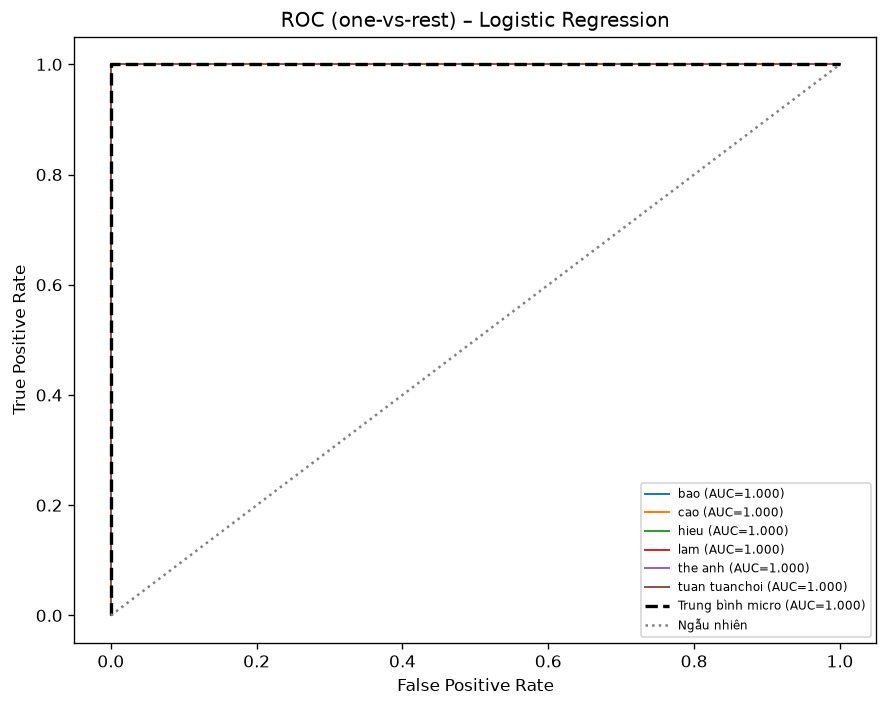 ROC (one-vs-rest) – Logistic Regression
True Positive Rate
1.0
0.8
0.6
0.4
0.2
0.0
0.0 0.2 0.4 0.6 0.8 1.0
False Positive Rate
bao (AUC=1.000)
cao (AUC=1.000)
hieu (AUC=1.000)
lam (AUC=1.000)
the anh (AUC=1.000)
tuan tuanchoi (AUC=1.000)
Trung bình micro (AUC=1.000)
Ngẫu nhiên